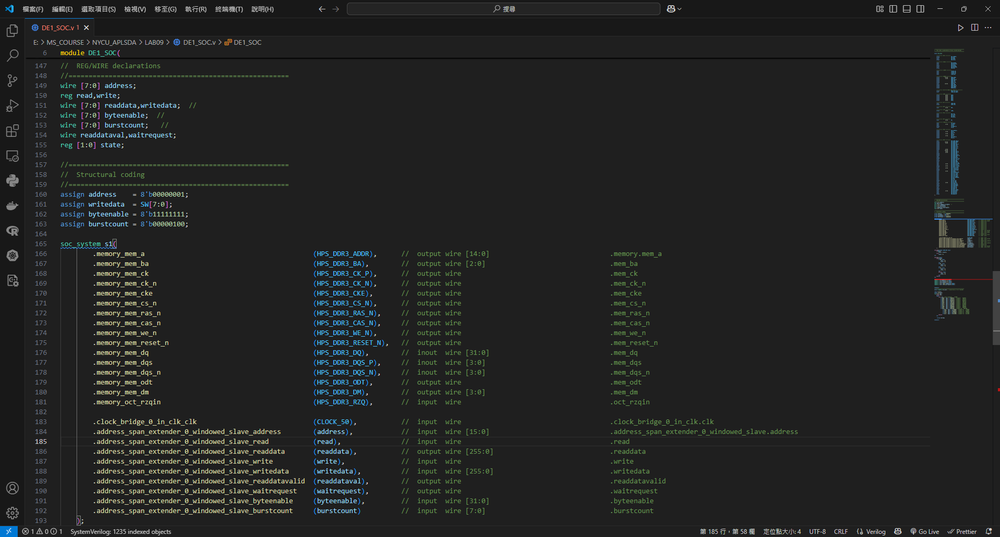 檔案(F) 編輯(E) 選取項目(S) 檢視(V) 移至(G) 執行(R) 終端機(T) 說明(H) 搜尋
DE1_SOC.v 1
E: > MS_COURSE > NYCU_APLSDA > LAB09 > DE1_SOC.v > DE1_SOC
6 module DE1_SOC(
147 // REG/WIRE declarations
148 //=======================================================
149 wire [7:0] address;
150 reg read,write;
151 wire [7:0] readdata,writedata; //
152 wire [7:0] byteenable; //
153 wire [7:0] burstcount; //
154 wire readdataval,waitrequest;
155 reg [1:0] state;
156
157 //=======================================================
158 // Structural coding
159 //=======================================================
160 assign address = 8'b00000001;
161 assign writedata = SW[7:0];
162 assign byteenable = 8'b11111111;
163 assign burstcount = 8'b00000100;
164
165 soc_system s1(
166 .memory_mem_a (HPS_DDR3_ADDR), // output wire [14:0] .memory.mem_a
167 .memory_mem_ba (HPS_DDR3_BA), // output wire [2:0] .mem_ba
168 .memory_mem_ck (HPS_DDR3_CK_P), // output wire .mem_ck
169 .memory_mem_ck_n (HPS_DDR3_CK_N), // output wire .mem_ck_n
170 .memory_mem_cke (HPS_DDR3_CKE), // output wire .mem_cke
171 .memory_mem_cs_n (HPS_DDR3_CS_N), // output wire .mem_cs_n
172 .memory_mem_ras_n (HPS_DDR3_RAS_N), // output wire .mem_ras_n
173 .memory_mem_cas_n (HPS_DDR3_CAS_N), // output wire .mem_cas_n
174 .memory_mem_we_n (HPS_DDR3_WE_N), // output wire .mem_we_n
175 .memory_mem_reset_n (HPS_DDR3_RESET_N), // output wire .mem_reset_n
176 .memory_mem_dq (HPS_DDR3_DQ), // inout wire [31:0] .mem_dq
177 .memory_mem_dqs (HPS_DDR3_DQS_P), // inout wire [3:0] .mem_dqs
178 .memory_mem_dqs_n (HPS_DDR3_DQS_N), // inout wire [3:0] .mem_dqs_n
179 .memory_mem_odt (HPS_DDR3_ODT), // output wire .mem_odt
180 .memory_mem_dm (HPS_DDR3_DM), // output wire [3:0] .mem_dm
181 .memory_oct_rzqin (HPS_DDR3_RZQ), // input wire .oct_rzqin
182
183 .clock_bridge_0_in_clk_clk (CLOCK_50), // input wire .clock_bridge_0_in_clk.clk
184 .address_span_extender_0_windowed_slave_address (address), // input wire [15:0] .address_span_extender_0_windowed_slave.address
185 .address_span_extender_0_windowed_slave_read (read), // input wire .read
186 .address_span_extender_0_windowed_slave_readdata (readdata), // output wire [255:0] .readdata
187 .address_span_extender_0_windowed_slave_write (write), // input wire .write
188 .address_span_extender_0_windowed_slave_writedata (writedata), // input wire [255:0] .writedata
189 .address_span_extender_0_windowed_slave_readdatavalid (readdataval), // output wire .readdatavalid
190 .address_span_extender_0_windowed_slave_waitrequest (waitrequest), // output wire .waitrequest
191 .address_span_extender_0_windowed_slave_byteenable (byteenable), // input wire [31:0] .byteenable
192 .address_span_extender_0_windowed_slave_burstcount (burstcount) // input wire [7:0] .burstcount
193 );
1 0 1 SystemVerilog: 1235 indexed objects 第 185 行，第 58 欄 定位點大小: 4 UTF-8 CRLF Verilog Go Live Prettier